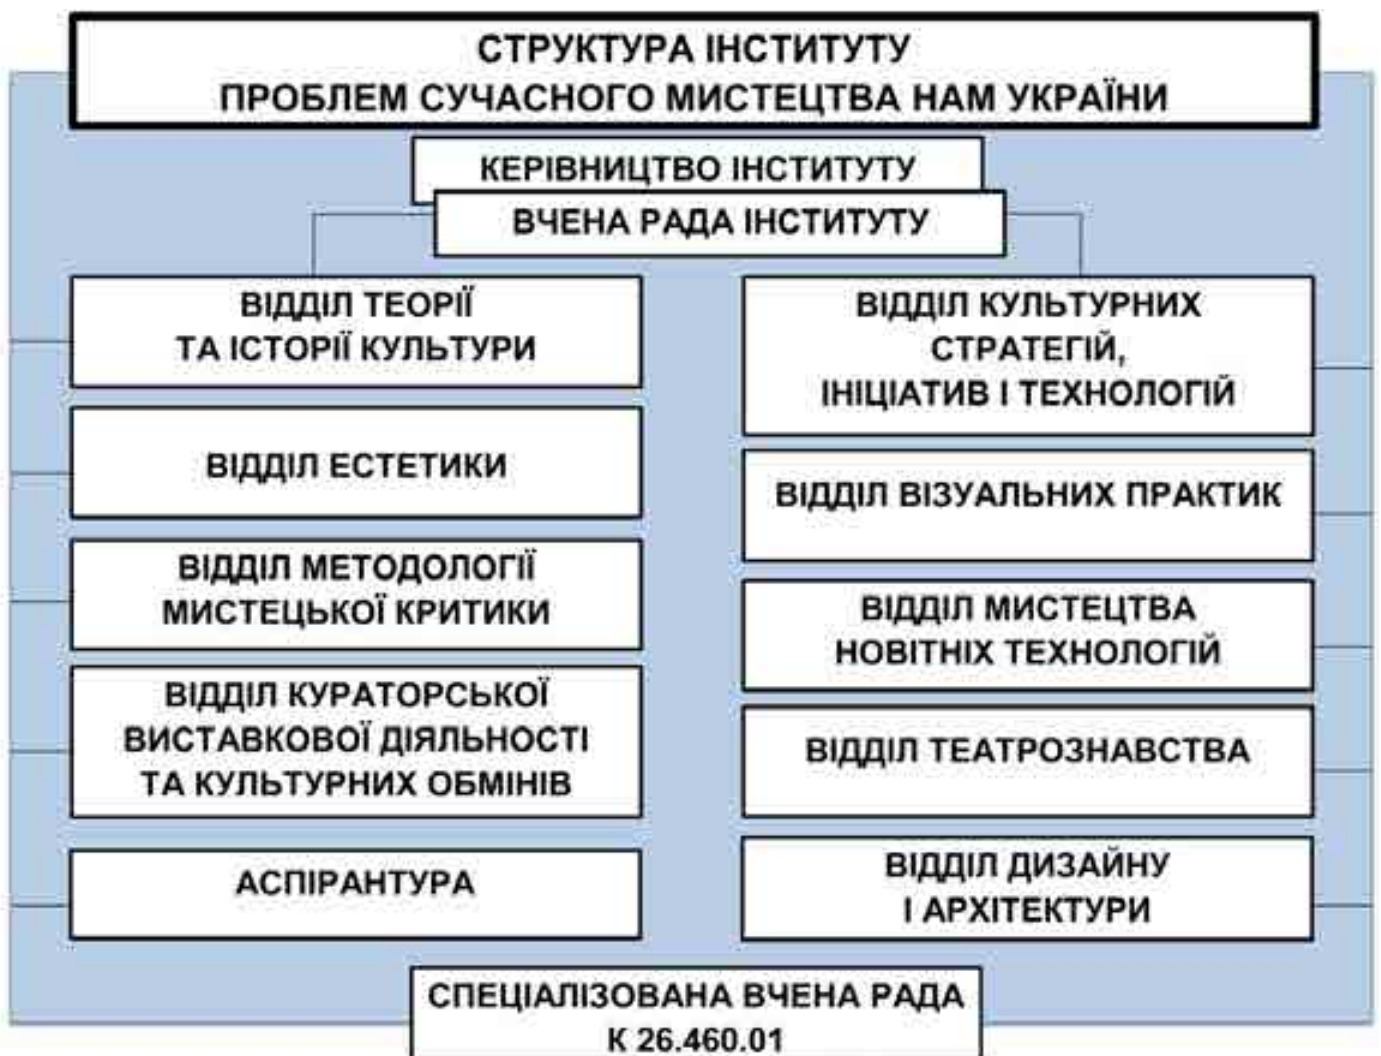 СТРУКТУРА ІНСТИТУТУ
ПРОБЛЕМ СУЧАСНОГО МИСТЕЦТВА НАМ УКРАЇНИ
КЕРІВНИЦТВО ІНСТИТУТУ
ВЧЕНА РАДА ІНСТИТУТУ
ВІДДІЛ ТЕОРІЇ
ТА ІСТОРІЇ КУЛЬТУРИ
ВІДДІЛ ЕСТЕТИКИ
ВІДДІЛ МЕТОДОЛОГІЇ
МИСТЕЦЬКОЇ КРИТИКИ
ВІДДІЛ КУРАТОРСЬКОЇ
ВИСТАВКОВОЇ ДІЯЛЬНОСТІ
ТА КУЛЬТУРНИХ ОБМІНІВ
АСПІРАНТУРА
ВІДДІЛ КУЛЬТУРНИХ
СТРАТЕГІЙ,
ІНІЦІАТИВ І ТЕХНОЛОГІЙ
ВІДДІЛ ВІЗУАЛЬНИХ ПРАКТИК
ВІДДІЛ МИСТЕЦТВА
НОВІТНІХ ТЕХНОЛОГІЙ
ВІДДІЛ ТЕАТРОЗНАВСТВА
ВІДДІЛ ДИЗАЙНУ
І АРХІТЕКТУРИ
СПЕЦІАЛІЗОВАНА ВЧЕНА РАДА
К 26.460.01